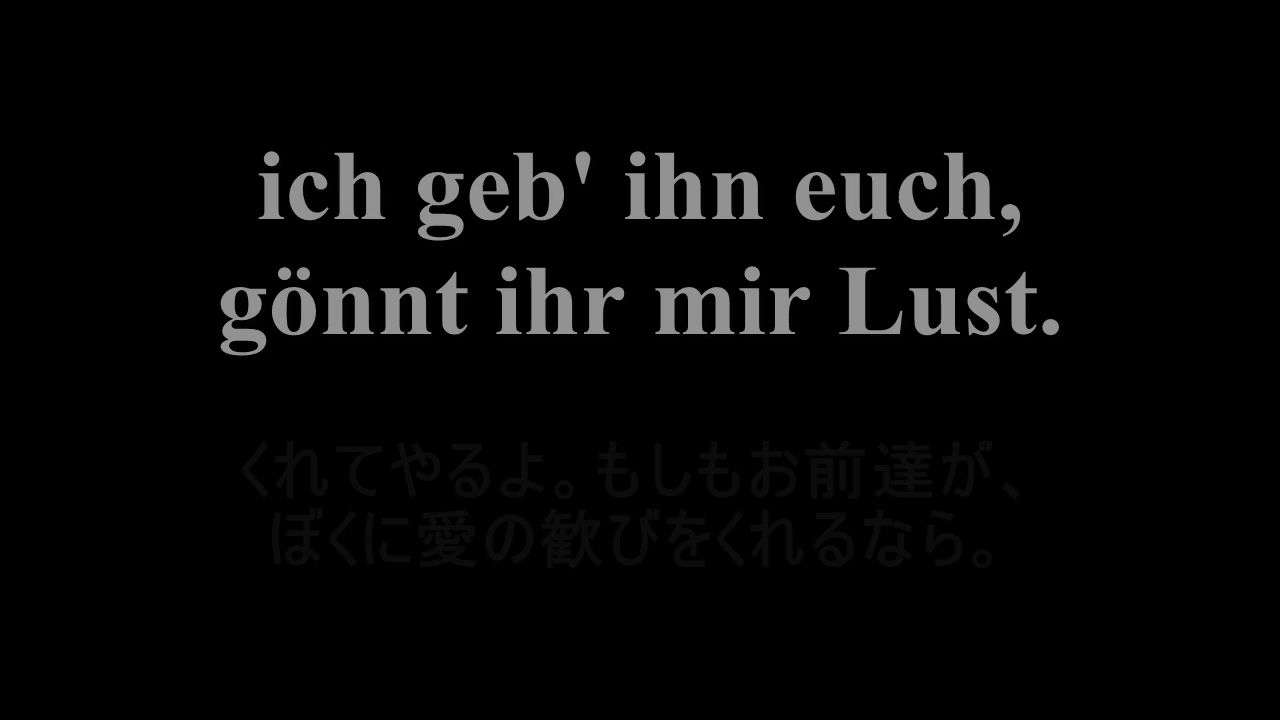 ich geb' ihn euch,
gönnt ihr mir Lust.
くれてやるよ。もしもお前達が、
ぼくに愛の歓びをくれるなら。